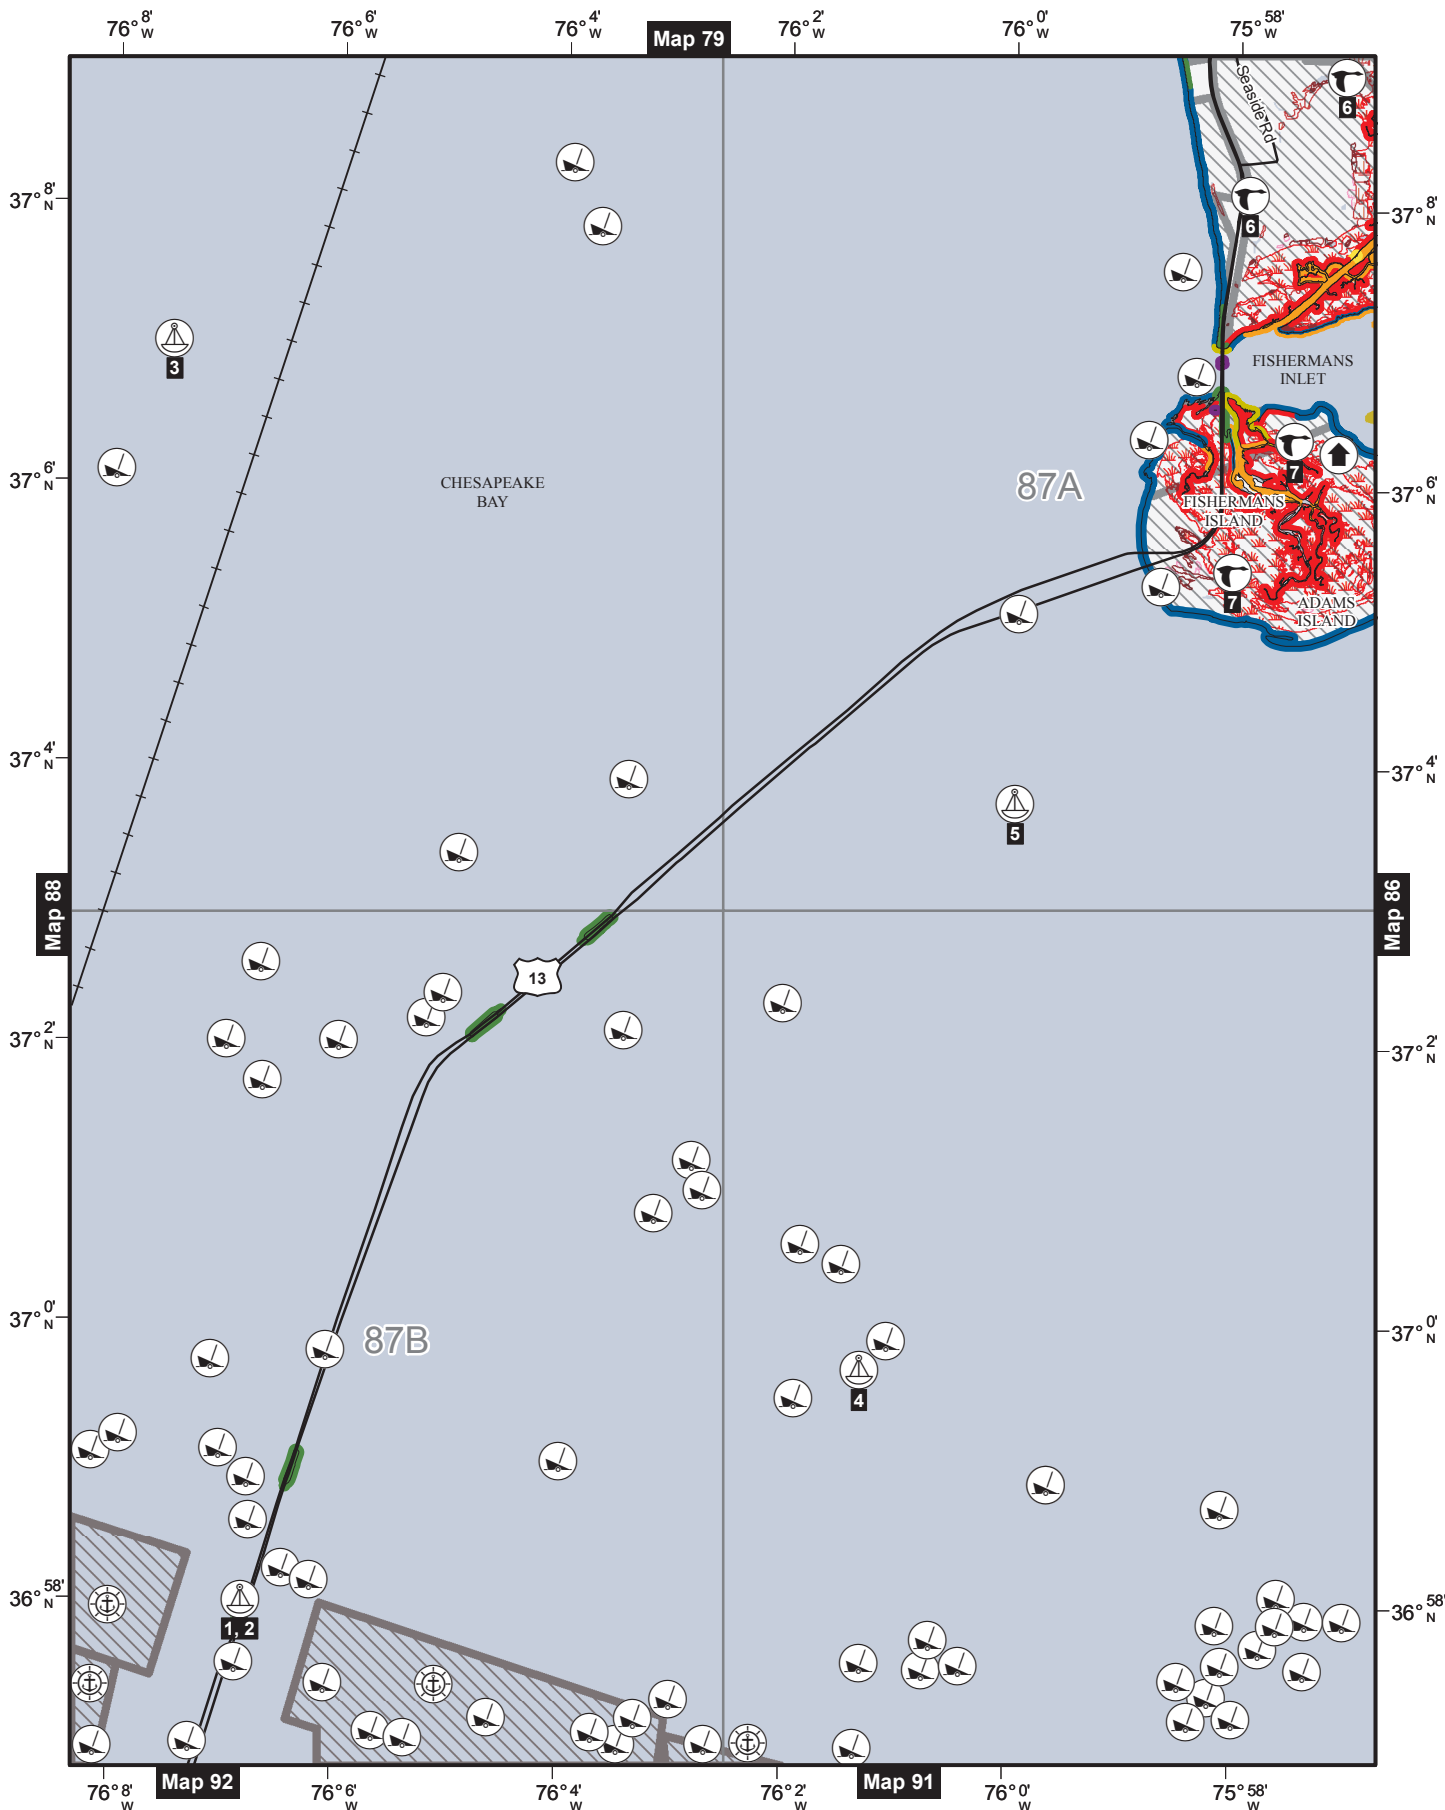 76° 8' W
76° 6' W
76° 4' W
Map 79
76° 2' W
76° 0' W
75° 58' W
Seaside Rd
6
37° 8' N
37° 8' N
6
3
FISHERMANS
INLET
37° 6' N
CHESAPEAKE
BAY
87A
7
37° 6' N
FISHERMANS
ISLAND
7
ADAMS
ISLAND
37° 4' N
37° 4' N
5
Map 88
Map 86
13
37° 2' N
37° 2' N
37° 0' N
87B
37° 0' N
4
36° 58' N
36° 58' N
1, 2
76° 8' W
Map 92
76° 6' W
76° 4' W
76° 2' W
Map 91
76° 0' W
75° 58' W